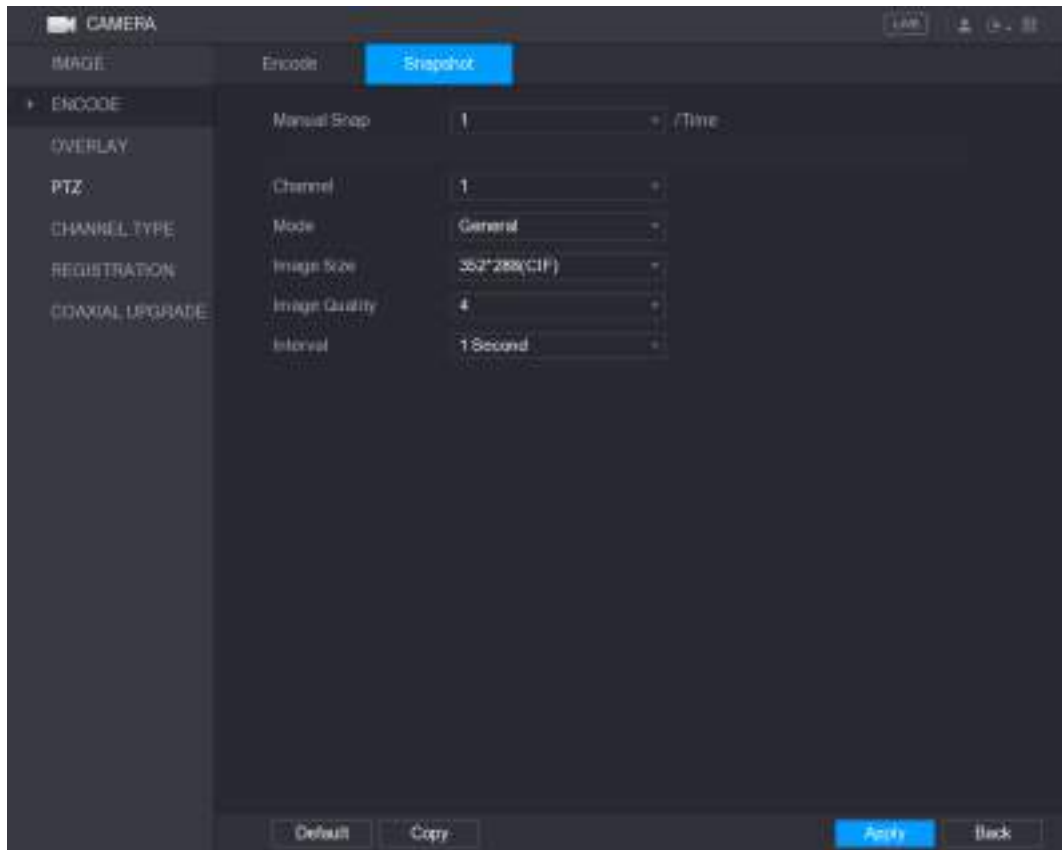 CAMERA
LIVE
IMAGE
ENCODE
OVERLAY
PTZ
CHANNEL TYPE
REGISTRATION
COAXIAL UPGRADE
Encode
Snapshot
Manual Snap 1 /Time
Channel 1
Mode General
Image Size 352*288(CIF)
Image Quality 4
Interval 1 Second
Default Copy Apply Back